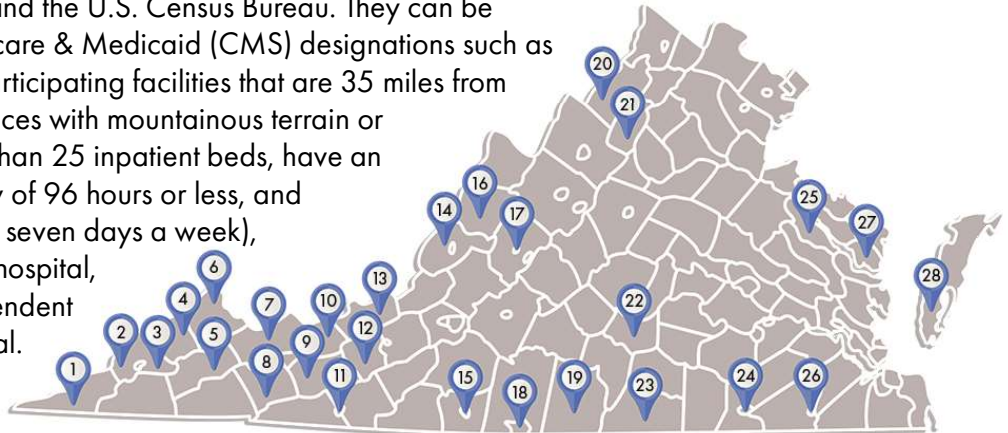 and the U.S. Census Bureau. They can be
care & Medicaid (CMS) designations such as
articipating facilities that are 35 miles from
ces with mountainous terrain or
than 25 inpatient beds, have an
of 96 hours or less, and
seven days a week),
hospital,
endent
al.
20
21
16
14
17
25
27
6
13
28
4
7
10
22
2
3
5
12
9
1
8
11
15
18
19
23
24
26